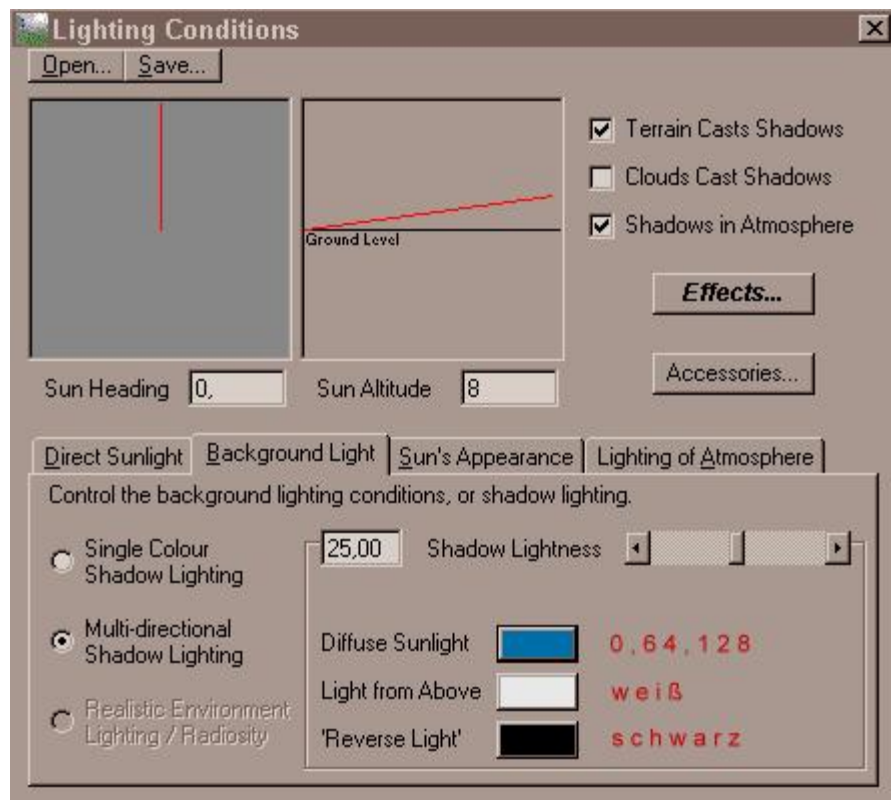 Lighting Conditions
Open... Save...
Ground Level
Terrain Casts Shadows
Clouds Cast Shadows
Shadows in Atmosphere
Effects...
Accessories...
Sun Heading 0, Sun Altitude 8
Direct Sunlight Background Light Sun's Appearance Lighting of Atmosphere
Control the background lighting conditions, or shadow lighting.
Single Colour
Shadow Lighting
Multi-directional
Shadow Lighting
Realistic Environment
Lighting / Radiosity
25,00 Shadow Lightness
Diffuse Sunlight 0,64,128
Light from Above weiß
'Reverse Light' schwarz